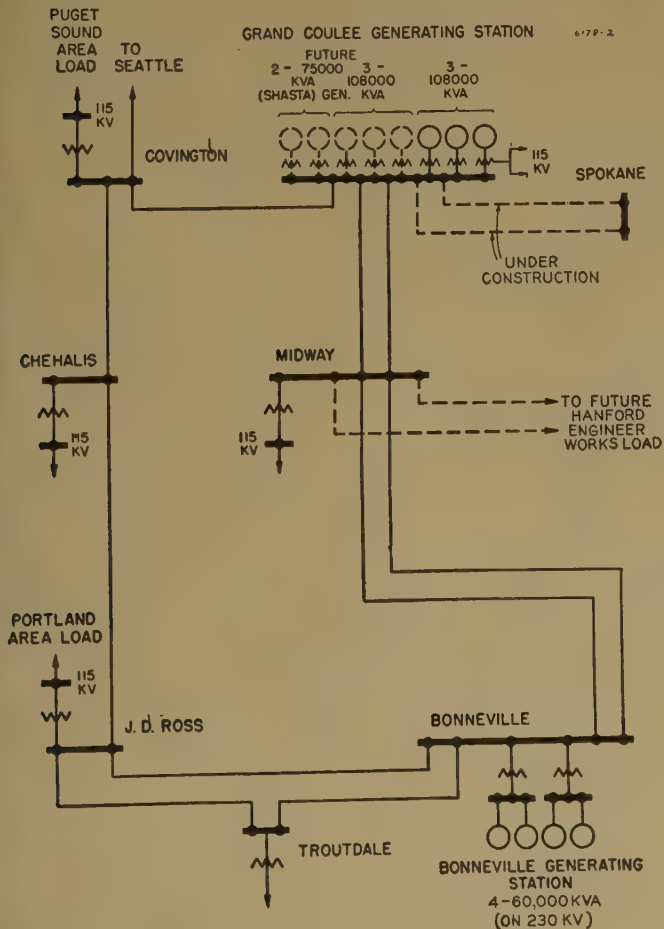 PUGET
SOUND
AREA
LOAD
TO
SEATTLE
115
KV
COVINGTON
GRAND COULEE GENERATING STATION
6178-2
FUTURE
2 - 75000
KVA
(SHASTA) GEN.
3 -
108000
KVA
3 -
108000
KVA
115
KV
SPOKANE
UNDER
CONSTRUCTION
CHEHALIS
115
KV
MIDWAY
115
KV
TO FUTURE
HANFORD
ENGINEER
WORKS LOAD
PORTLAND
AREA LOAD
115
KV
J. D. ROSS
BONNEVILLE
TROUTDALE
BONNEVILLE GENERATING
STATION
4-60,000 KVA
(ON 230 KV)